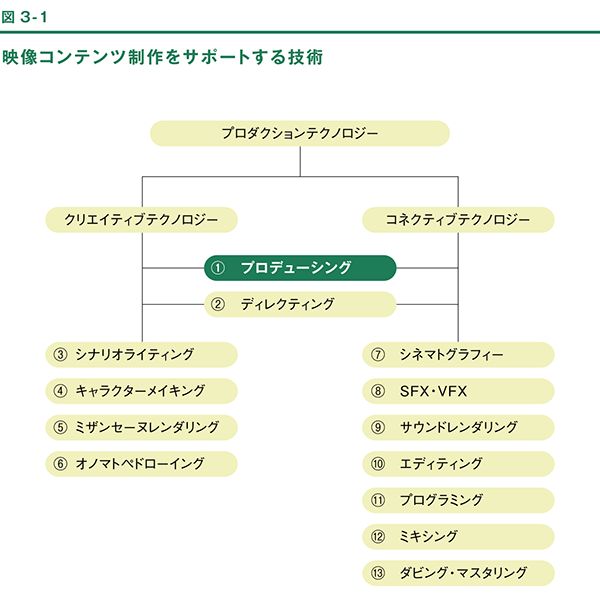 図 3-1
映像コンテンツ制作をサポートする技術
プロダクションテクノロジー
クリエイティブテクノロジー
コネクティブテクノロジー
① プロデューシング
② ディレクティング
③ シナリオライティング
④ キャラクターメイキング
⑤ ミザンセーヌレンダリング
⑥ オノマトペドローイング
⑦ シネマトグラフィー
⑧ SFX・VFX
⑨ サウンドレンダリング
⑩ エディティング
⑪ プログラミング
⑫ ミキシング
⑬ ダビング・マスタリング